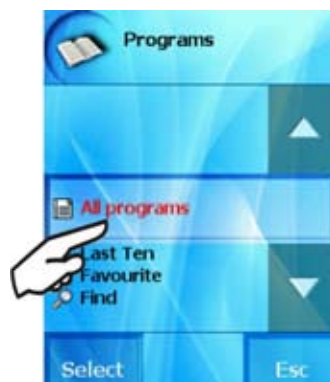 Programs
All programs
Last Ten
Favourite
Find
Select
Esc